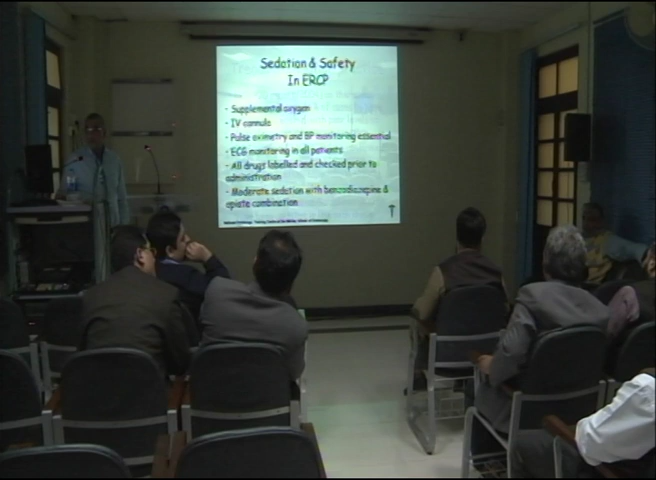 Sedation & Safety
In ERCP
- Supplemental oxygen
- IV cannula
- Pulse oximetry and BP monitoring essential
- ECG monitoring in all patients
- All drugs labelled and checked prior to
administration
- Moderate sedation with benzodiazepine &
opiate combination